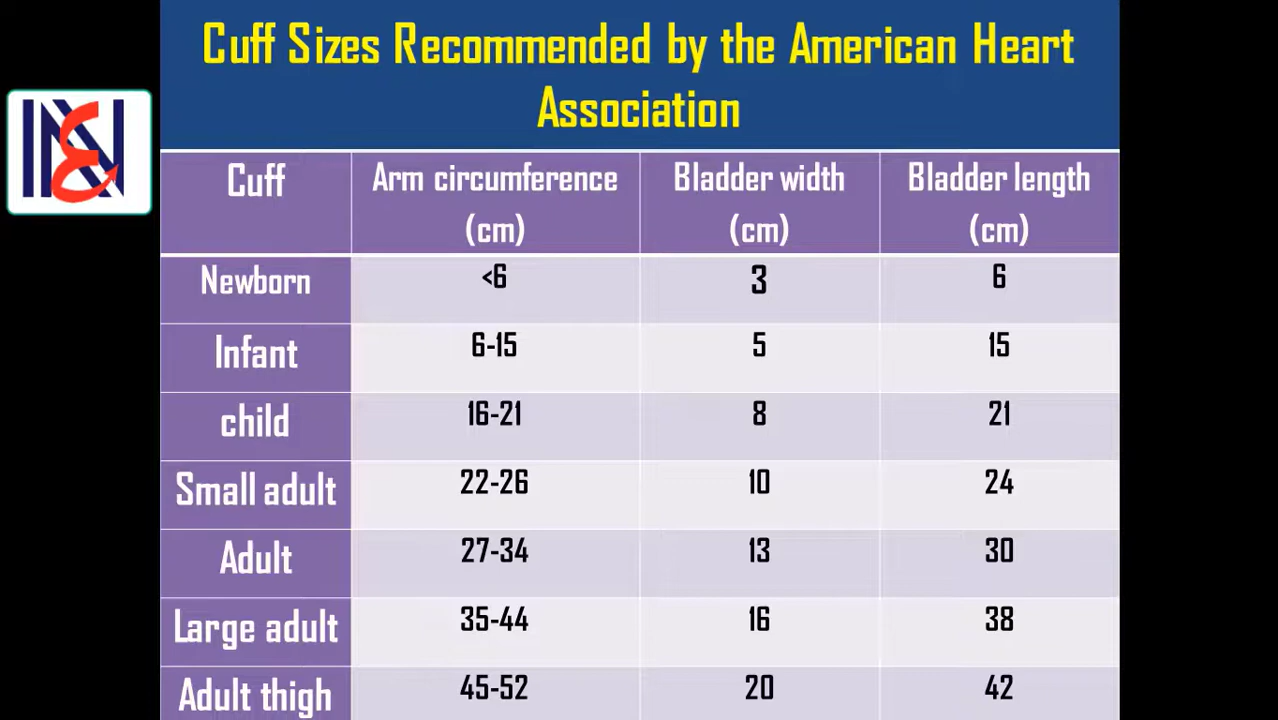 Cuff Sizes Recommended by the American Heart
Association
Cuff Arm circumference (cm) Bladder width (cm) Bladder length (cm)
Newborn <6 3 6
Infant 6-15 5 15
child 16-21 8 21
Small adult 22-26 10 24
Adult 27-34 13 30
Large adult 35-44 16 38
Adult thigh 45-52 20 42